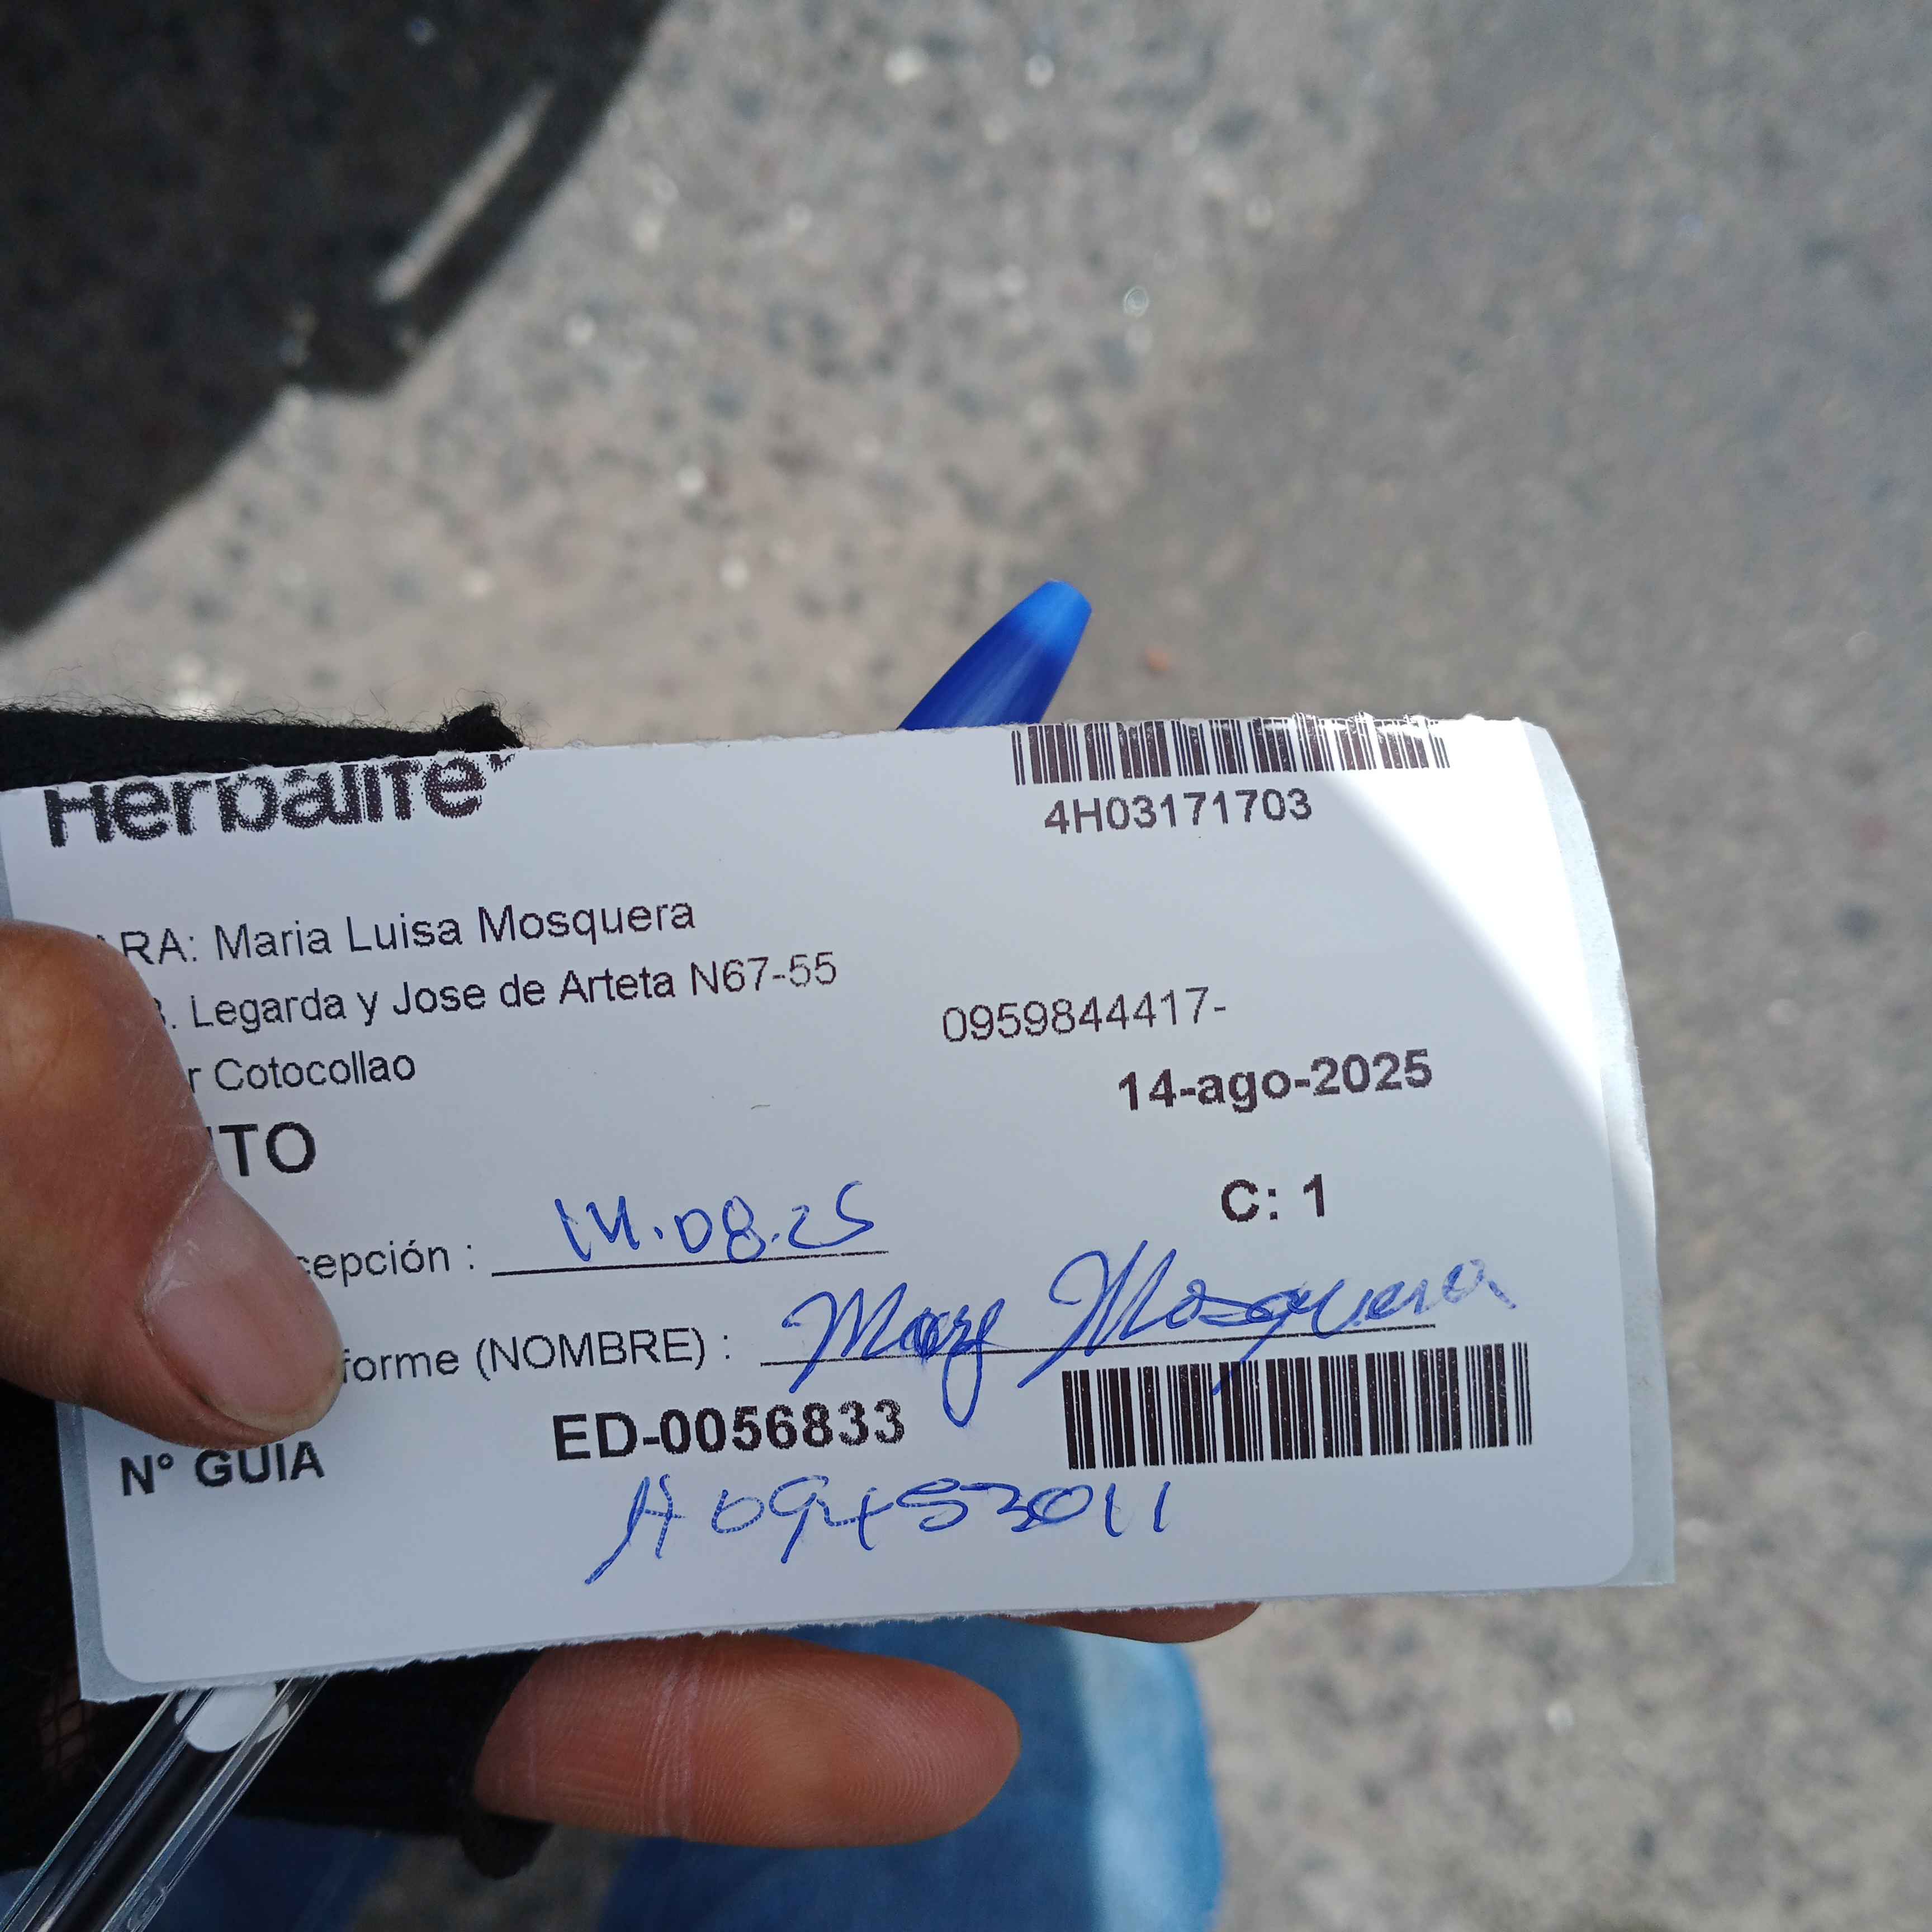 Herbalife
4H03171703
RA: Maria Luisa Mosquera
. Legarda y Jose de Arteta N67-55
0959844417-
r Cotocollao
14-ago-2025
ITO
C: 1
cepción : 14.08.25
forme (NOMBRE) : Mary Mosquera
N° GUIA ED-0056833